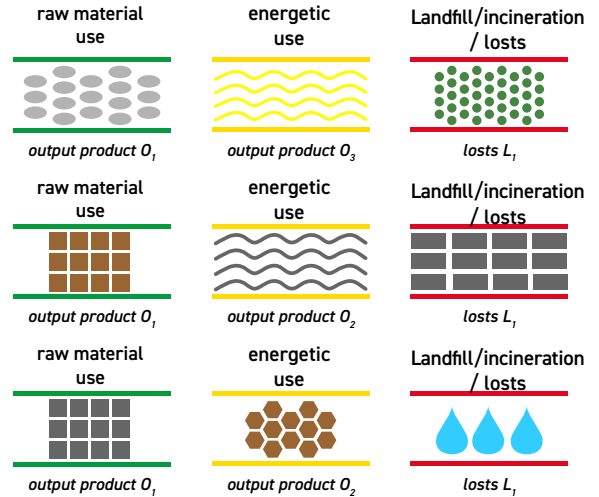 raw material
use
output product O₁
energetic
use
output product O₃
Landfill/incineration
/ losts
losts L₁
raw material
use
output product O₁
energetic
use
output product O₂
Landfill/incineration
/ losts
losts L₁
raw material
use
output product O₁
energetic
use
output product O₂
Landfill/incineration
/ losts
losts L₁